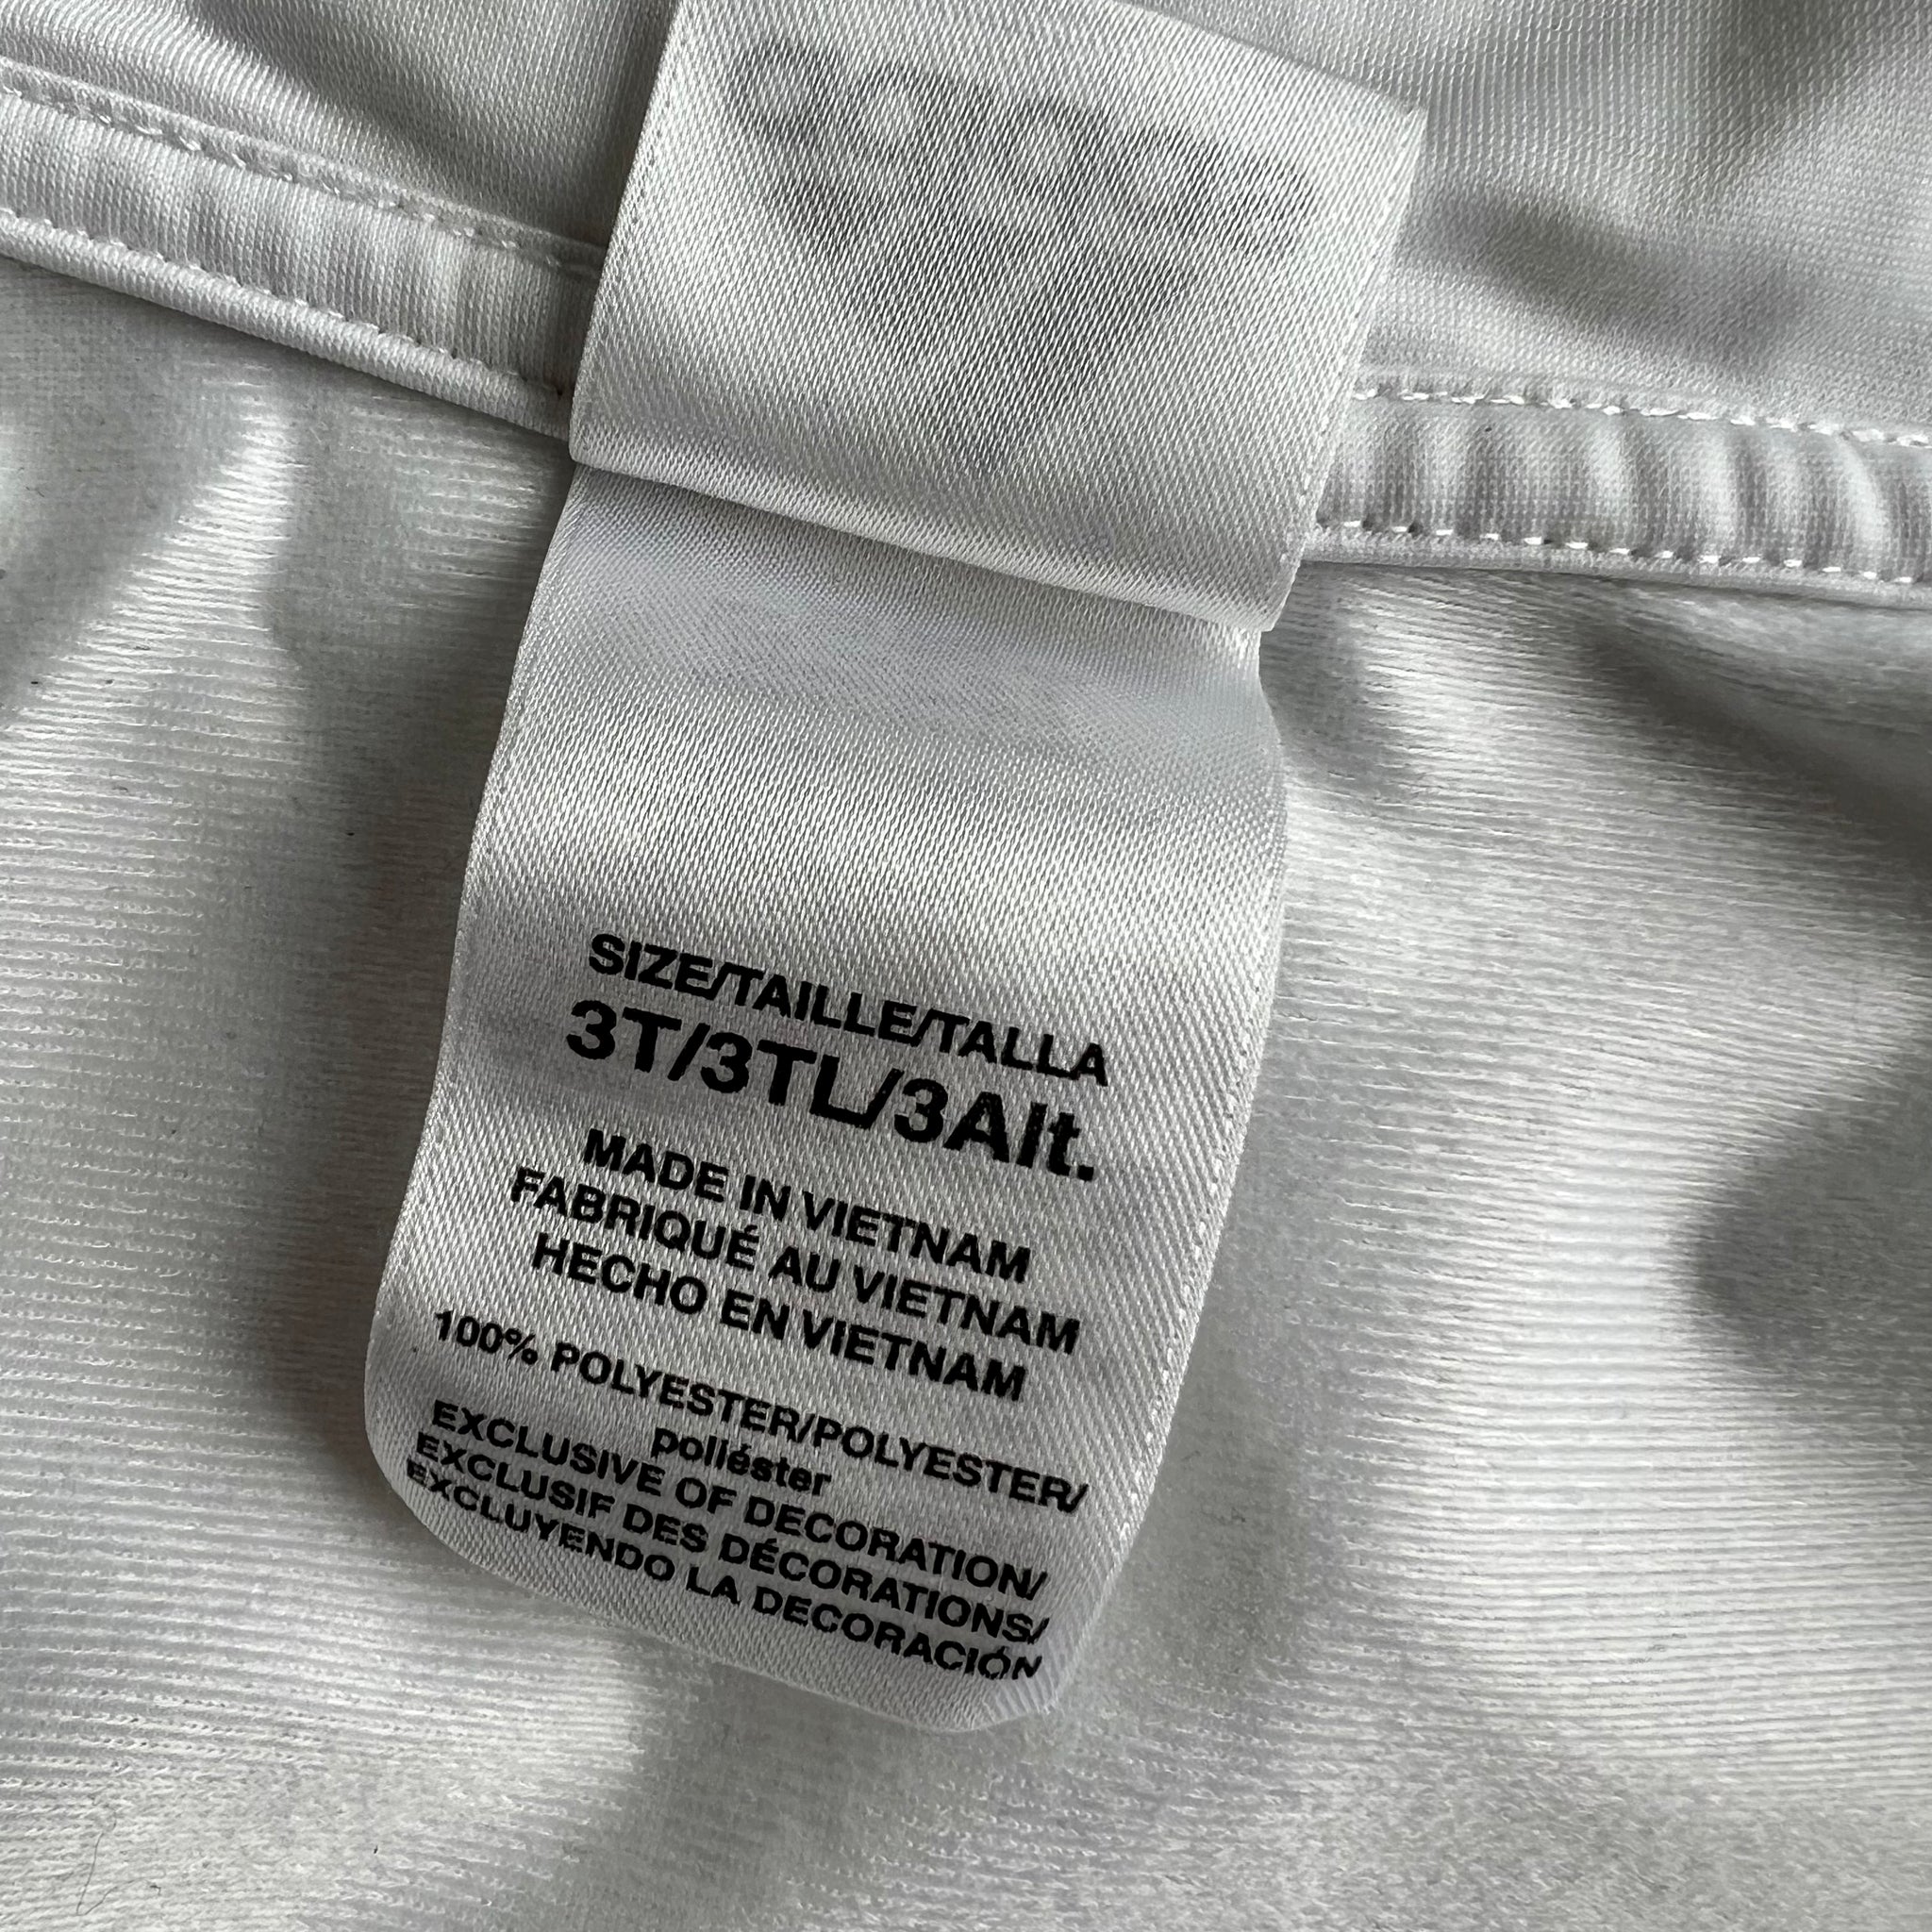 SIZE/TAILLE/TALLA
3T/3TL/3Alt.
MADE IN VIETNAM
FABRIQUÉ AU VIETNAM
HECHO EN VIETNAM
100% POLYESTER/POLYESTER/
poliéster
EXCLUSIVE OF DECORATION/
EXCLUSIF DES DÉCORATIONS/
EXCLUYENDO LA DECORACIÓN